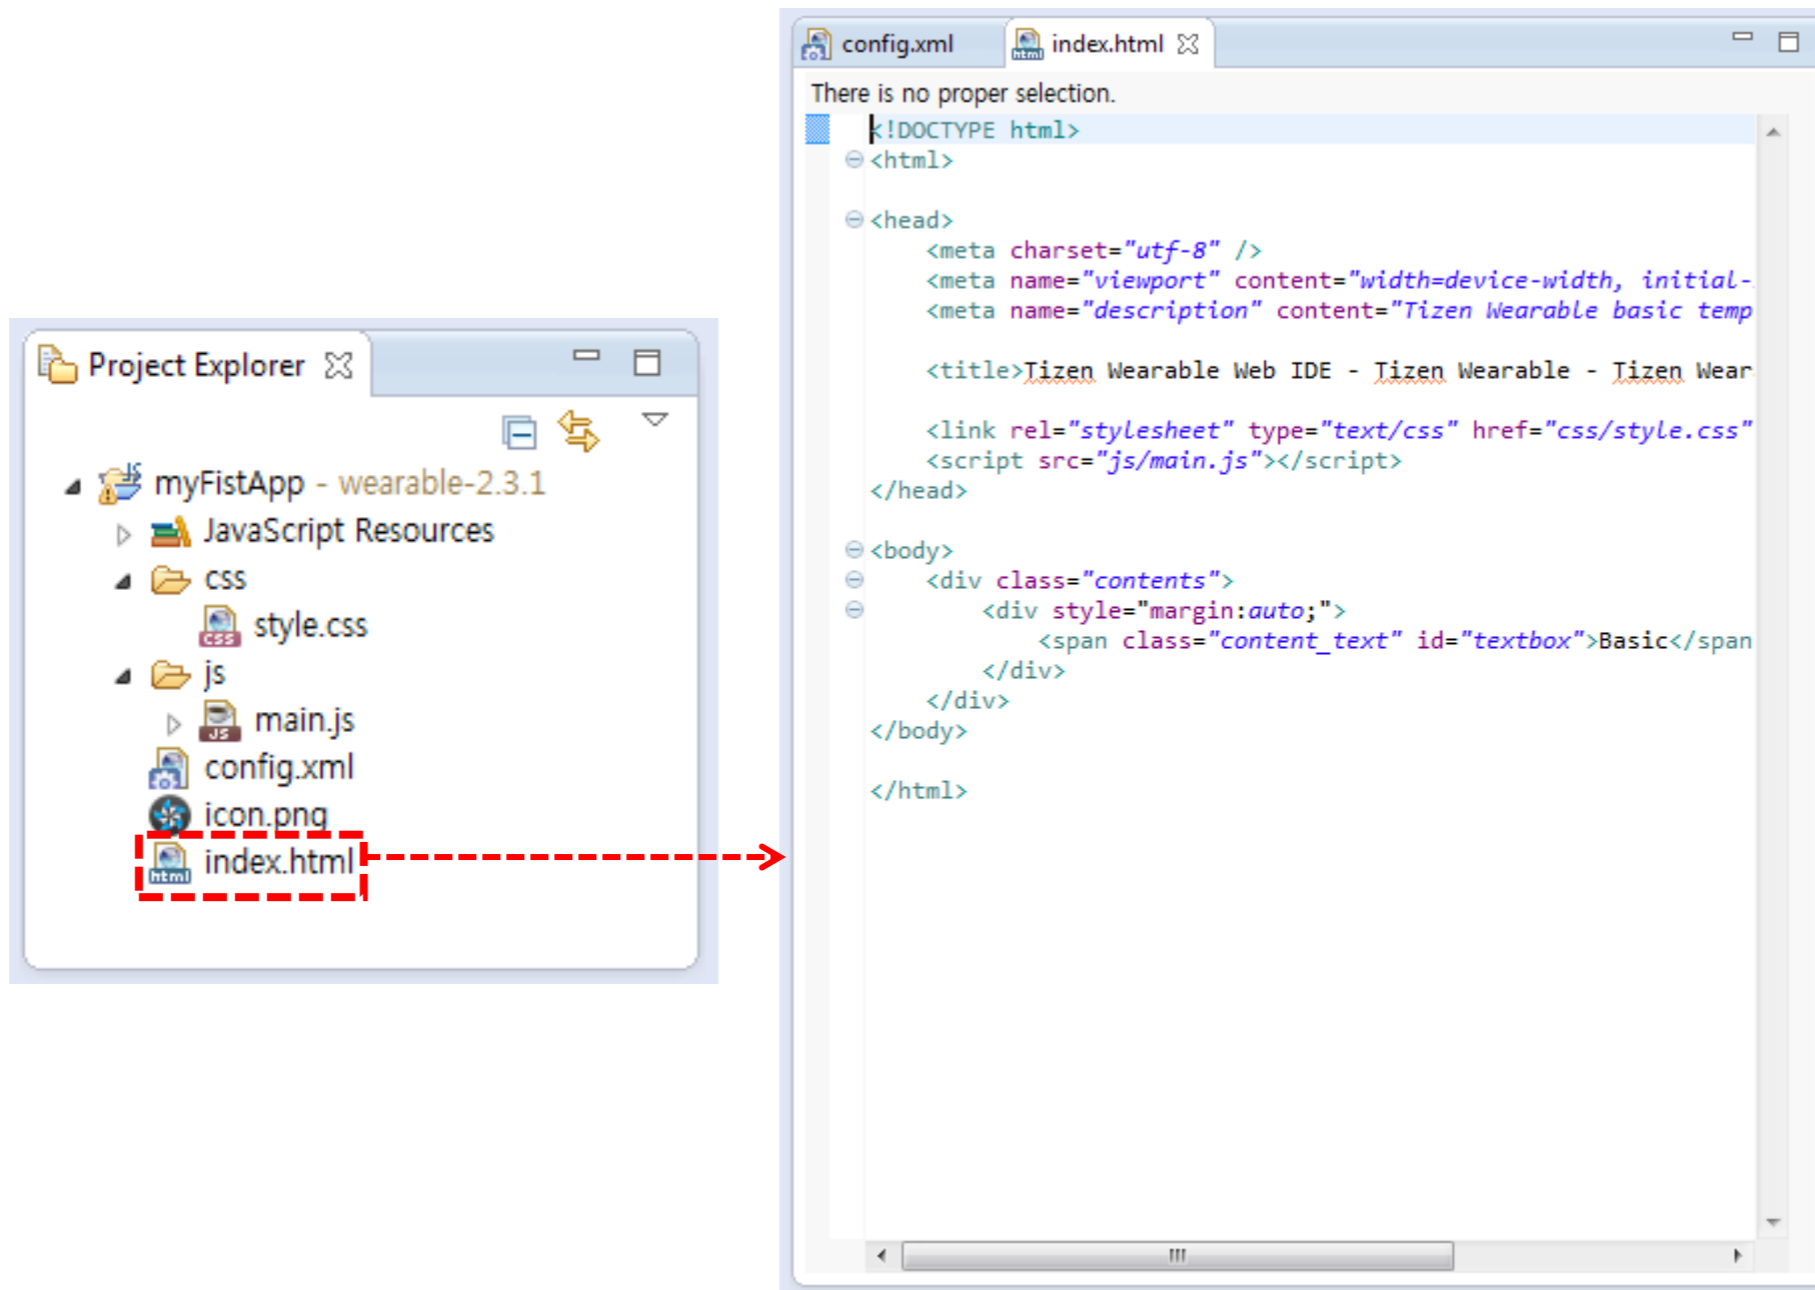 Project Explorer
myFistApp - wearable-2.3.1
JavaScript Resources
css
style.css
js
main.js
config.xml
icon.png
index.html
config.xml
index.html
There is no proper selection.
<!DOCTYPE html>
<html>
<head>
<meta charset="utf-8" />
<meta name="viewport" content="width=device-width, initial-
<meta name="description" content="Tizen Wearable basic temp
<title>Tizen Wearable Web IDE - Tizen Wearable - Tizen Wear
<link rel="stylesheet" type="text/css" href="css/style.css"
<script src="js/main.js"></script>
</head>
<body>
<div class="contents">
<div style="margin:auto;">
<span class="content_text" id="textbox">Basic</span
</div>
</div>
</body>
</html>